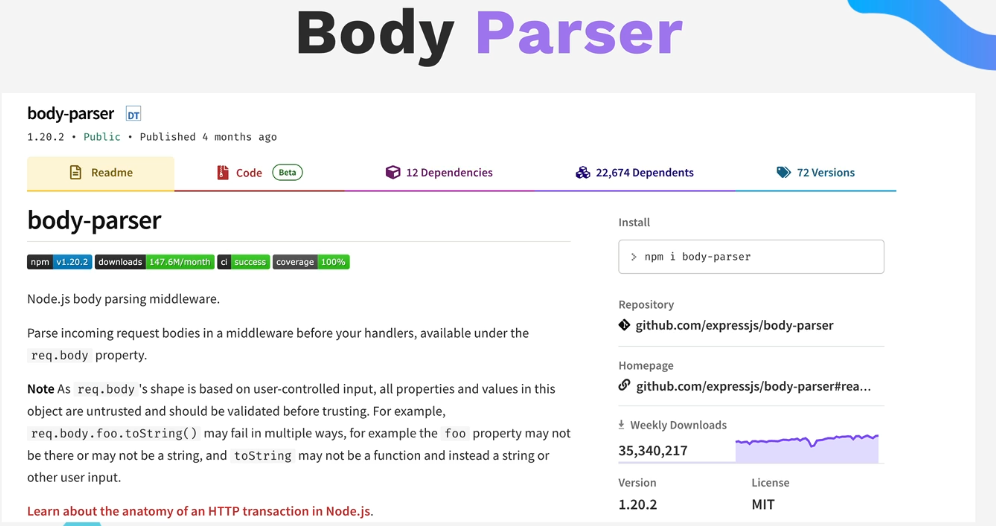 Body Parser
body-parser DT
1.20.2 • Public • Published 4 months ago
Readme
Code Beta
12 Dependencies
22,674 Dependents
72 Versions
body-parser
npm v1.20.2 downloads 147.6M/month ci success coverage 100%
Node.js body parsing middleware.
Parse incoming request bodies in a middleware before your handlers, available under the
req.body property.
Note As req.body 's shape is based on user-controlled input, all properties and values in this
object are untrusted and should be validated before trusting. For example,
req.body.foo.toString() may fail in multiple ways, for example the foo property may not
be there or may not be a string, and toString may not be a function and instead a string or
other user input.
Learn about the anatomy of an HTTP transaction in Node.js.
Install
> npm i body-parser
Repository
github.com/expressjs/body-parser
Homepage
github.com/expressjs/body-parser#rea...
Weekly Downloads
35,340,217
Version
1.20.2
License
MIT